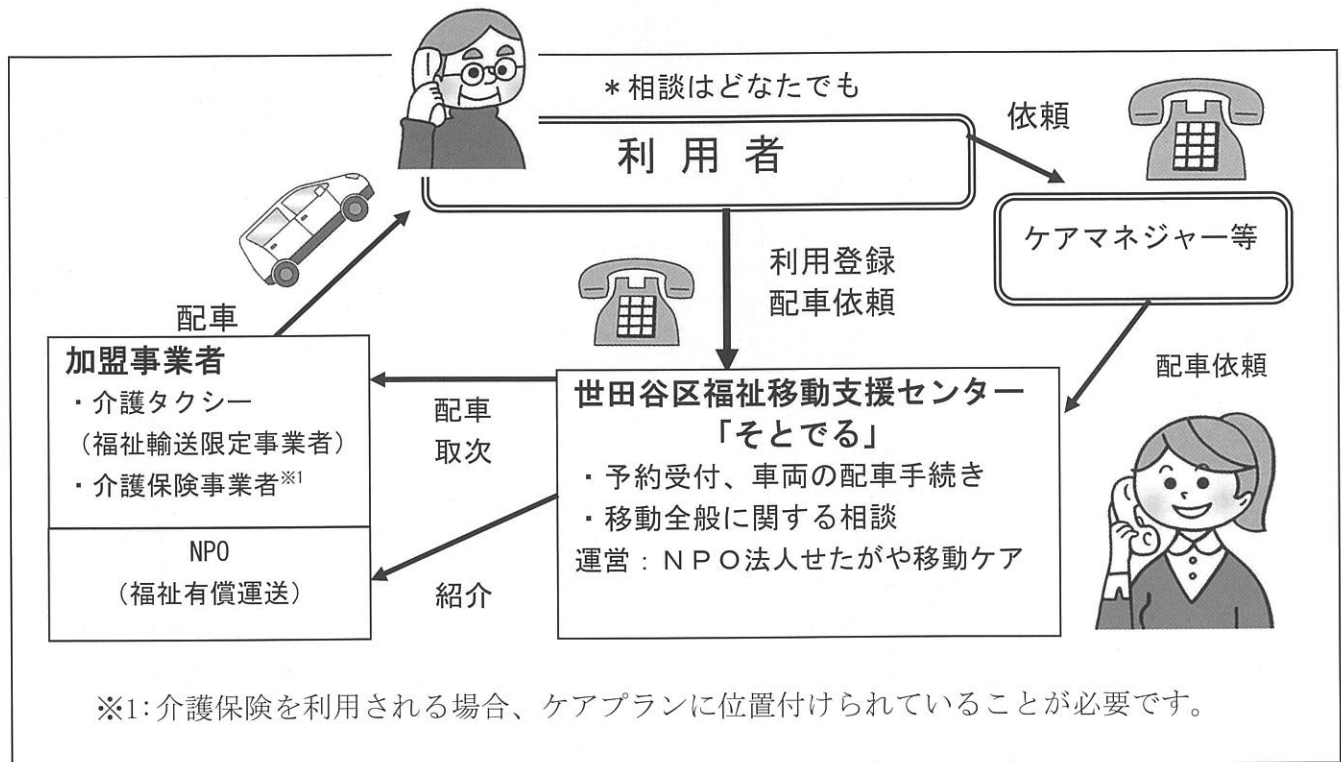 ＊相談はどなたでも
利用者
依頼
ケアマネジャー等
利用登録
配車依頼
配車依頼
配車
加盟事業者
・介護タクシー
（福祉輸送限定事業者）
・介護保険事業者※1
NPO
（福祉有償運送）
配車
取次
紹介
世田谷区福祉移動支援センター
「そとでる」
・予約受付、車両の配車手続き
・移動全般に関する相談
運営：ＮＰＯ法人せたがや移動ケア
※1:介護保険を利用される場合、ケアプランに位置付けられていることが必要です。